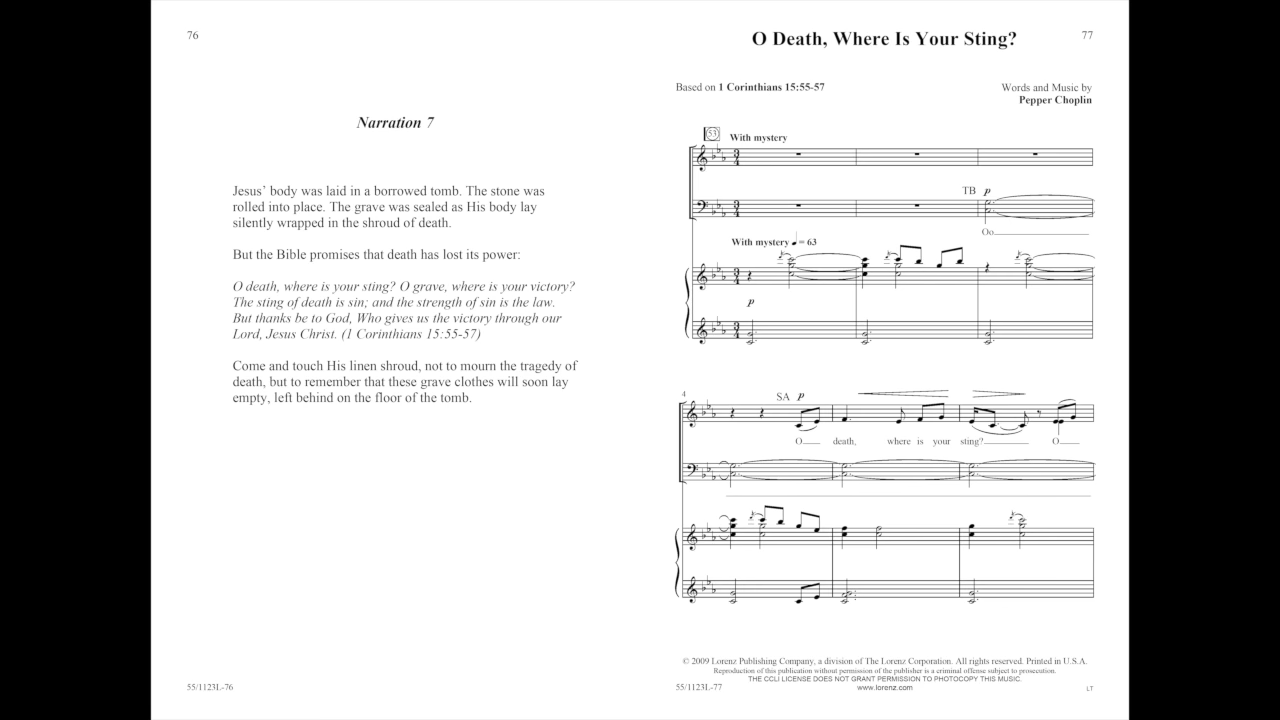 76
Narration 7
Jesus' body was laid in a borrowed tomb. The stone was
rolled into place. The grave was sealed as His body lay
silently wrapped in the shroud of death.
But the Bible promises that death has lost its power:
O death, where is your sting? O grave, where is your victory?
The sting of death is sin; and the strength of sin is the law.
But thanks be to God, Who gives us the victory through our
Lord, Jesus Christ. (1 Corinthians 15:55-57)
Come and touch His linen shroud, not to mourn the tragedy of
death, but to remember that these grave clothes will soon lay
empty, left behind on the floor of the tomb.
55/1123L-76
O Death, Where Is Your Sting?
77
Based on 1 Corinthians 15:55-57
Words and Music by
Pepper Choplin
53
With mystery
TB p
Oo
With mystery ♩ = 63
p
4
SA p
O death, where is your sting? O
© 2009 Lorenz Publishing Company, a division of The Lorenz Corporation. All rights reserved. Printed in U.S.A.
Reproduction of this publication without permission of the publisher is a criminal offense subject to prosecution.
THE CCLI LICENSE DOES NOT GRANT PERMISSION TO PHOTOCOPY THIS MUSIC.
55/1123L-77
www.lorenz.com
LT